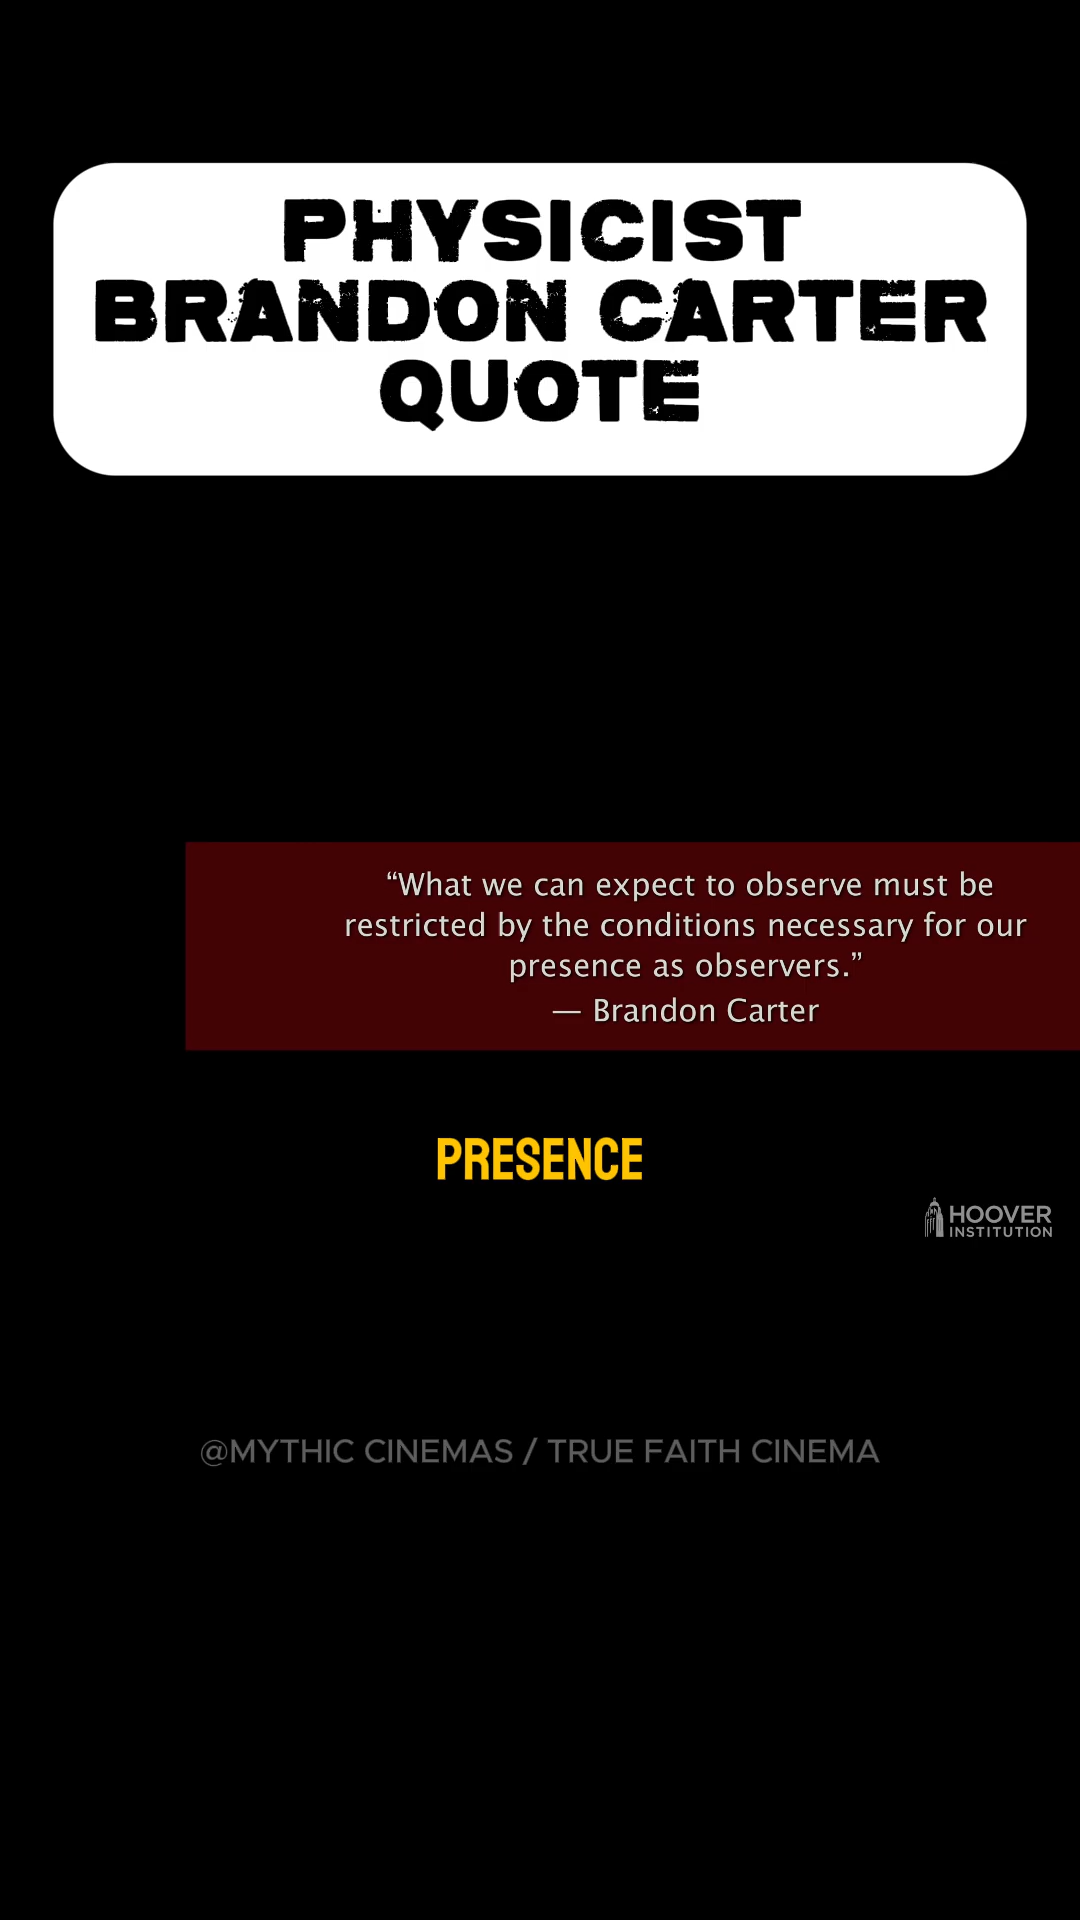 PHYSICIST
BRANDON CARTER
QUOTE
“What we can expect to observe must be
restricted by the conditions necessary for our
presence as observers.”
— Brandon Carter
PRESENCE
HOOVER
INSTITUTION
@MYTHIC CINEMAS / TRUE FAITH CINEMA